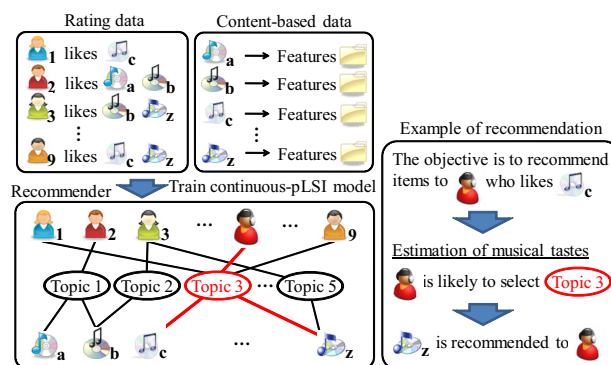 Rating data
Content-based data
1 likes c
2 likes a b
3 likes b z
⋮
9 likes c z
a → Features
b → Features
c → Features
⋮
z → Features
Recommender
Train continuous-pLSI model
1 2 3 ... ... 9
Topic 1 Topic 2 Topic 3 ... Topic 5
a b c ... z
Example of recommendation
The objective is to recommend
items to who likes c
Estimation of musical tastes
is likely to select Topic 3
z is recommended to